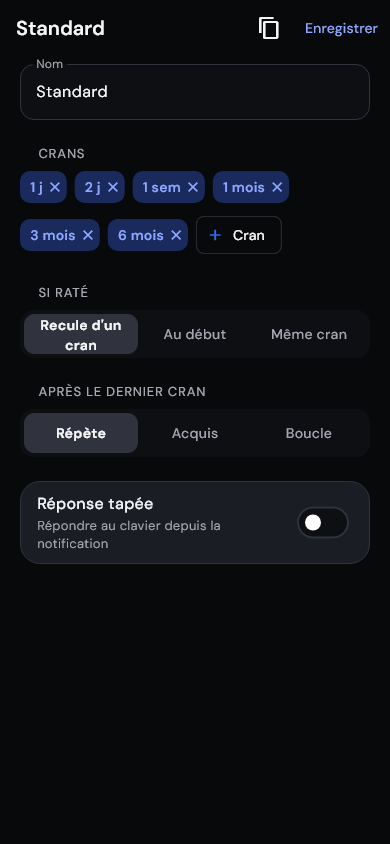 Standard
Enregistrer
Nom
Standard
CRANS
1 j ✕ 2 j ✕ 1 sem ✕ 1 mois ✕
3 mois ✕ 6 mois ✕ + Cran
SI RATÉ
Recule d'un
cran
Au début
Même cran
APRÈS LE DERNIER CRAN
Répète
Acquis
Boucle
Réponse tapée
Répondre au clavier depuis la
notification